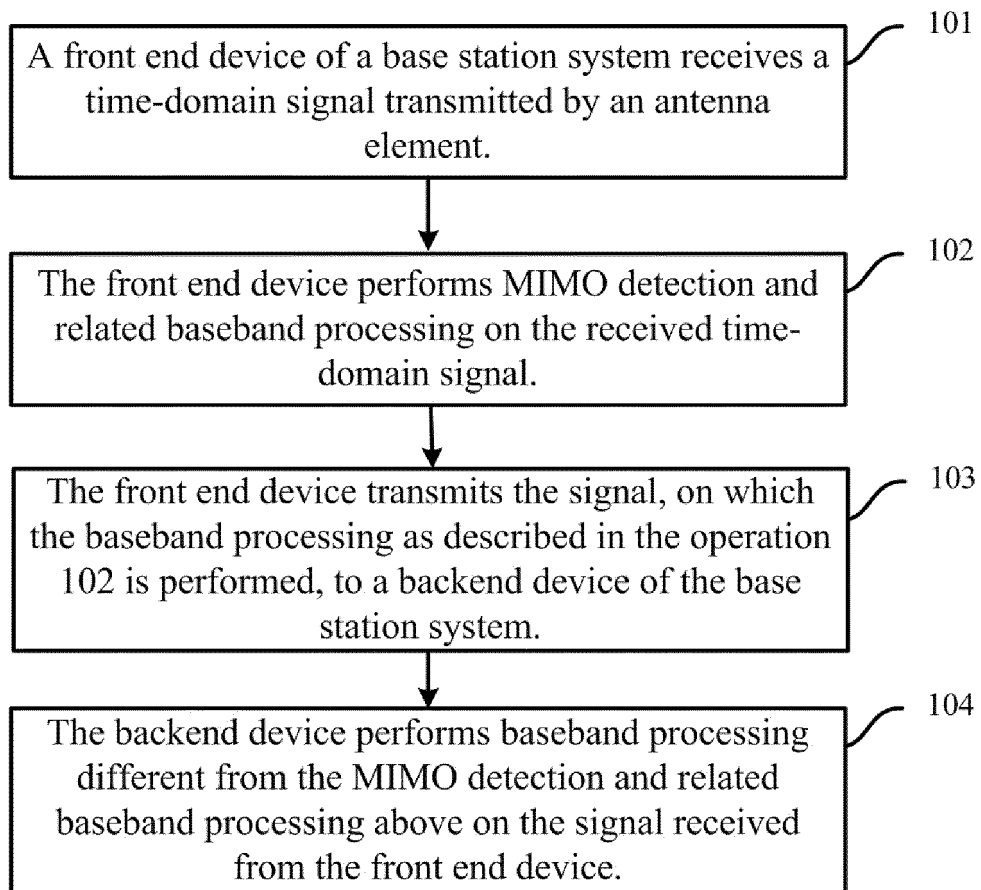 101
A front end device of a base station system receives a
time-domain signal transmitted by an antenna
element.
102
The front end device performs MIMO detection and
related baseband processing on the received time-
domain signal.
103
The front end device transmits the signal, on which
the baseband processing as described in the operation
102 is performed, to a backend device of the base
station system.
104
The backend device performs baseband processing
different from the MIMO detection and related
baseband processing above on the signal received
from the front end device.